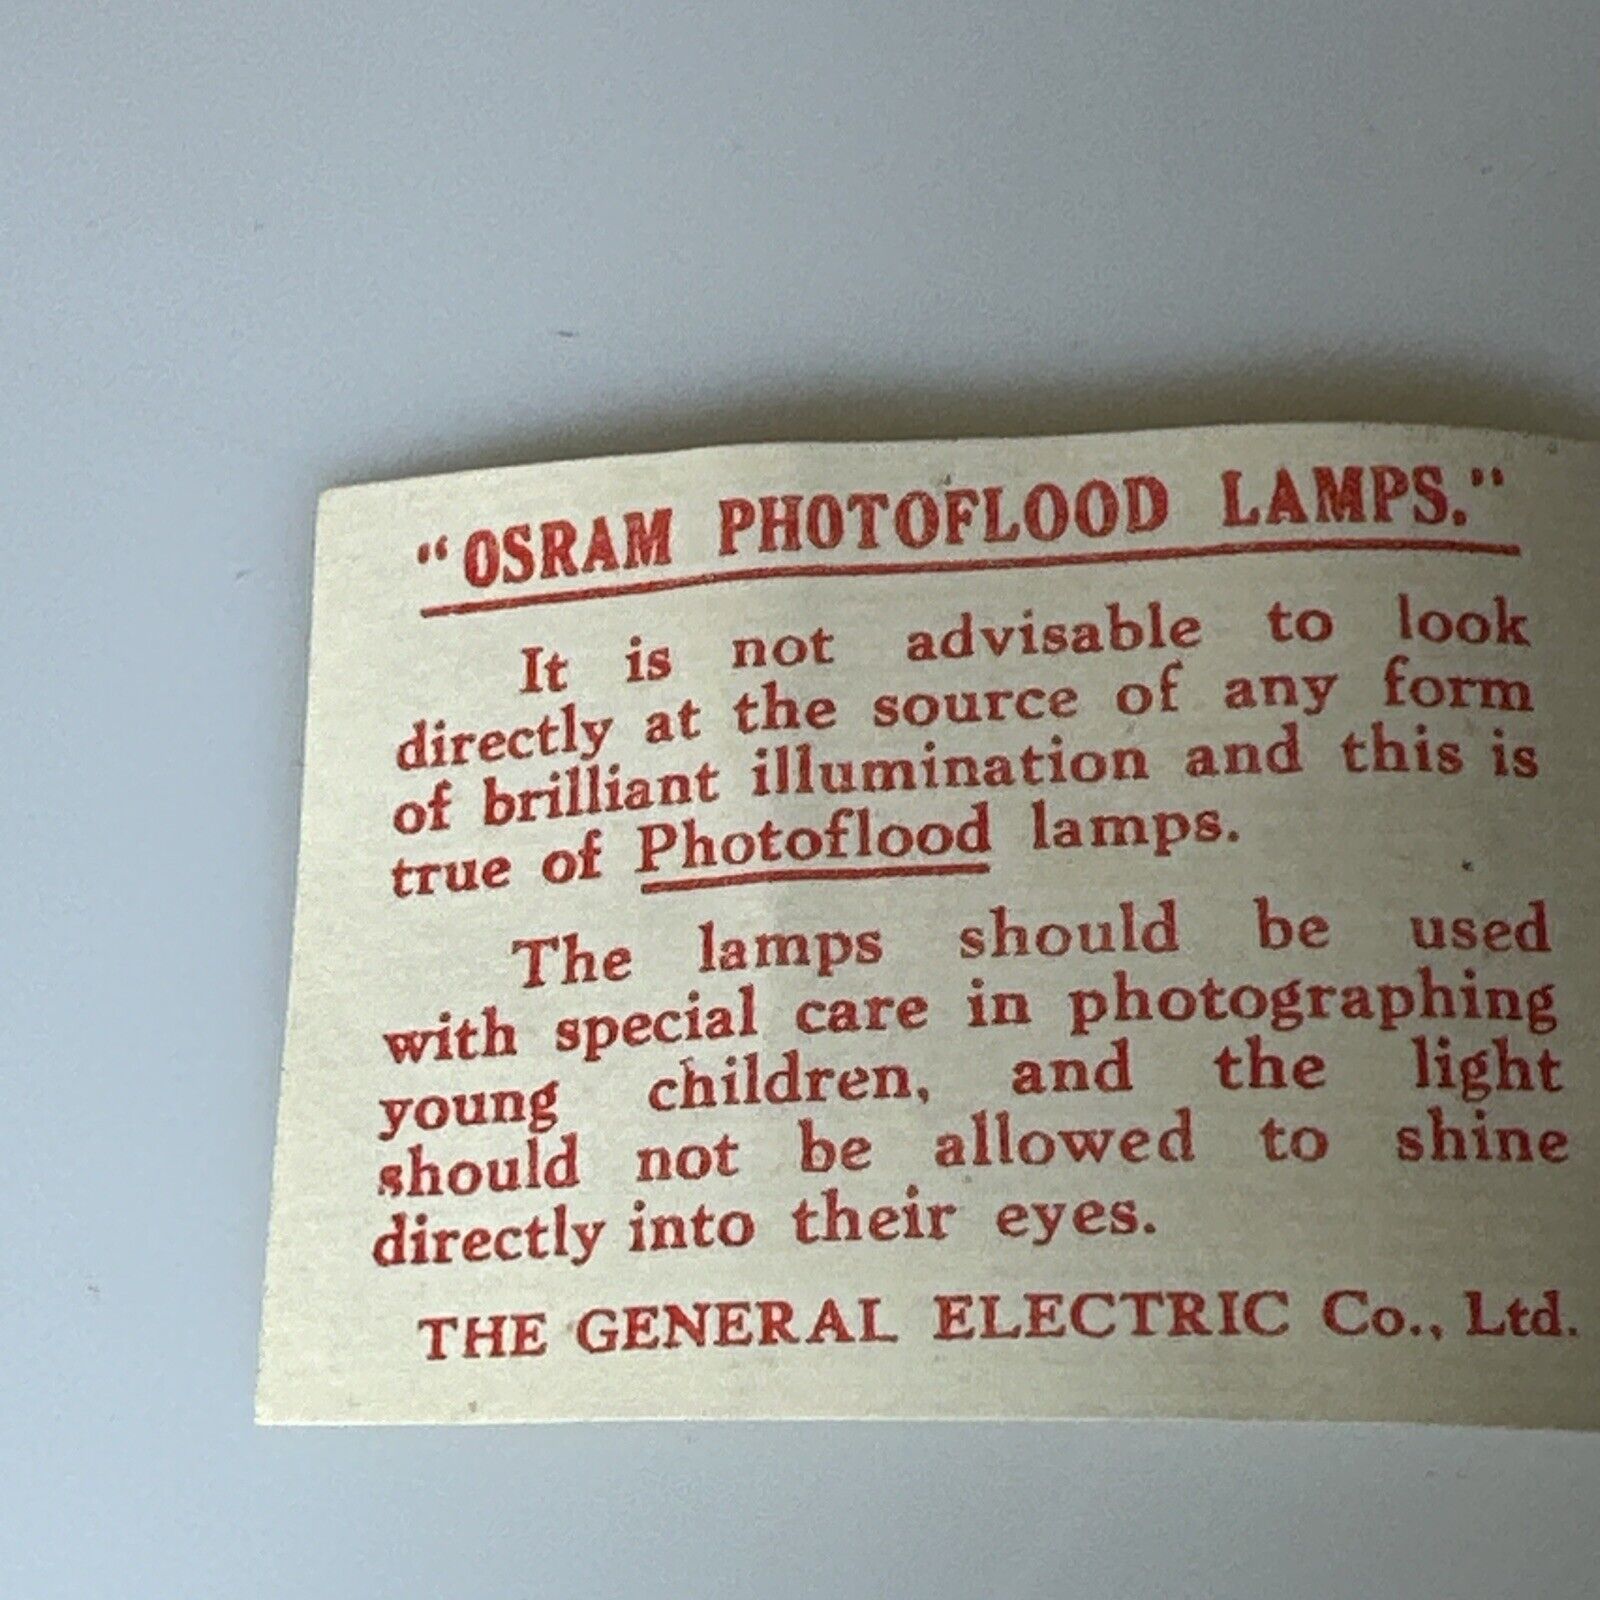 "OSRAM PHOTOFLOOD LAMPS."
It is not advisable to look
directly at the source of any form
of brilliant illumination and this is
true of Photoflood lamps.
The lamps should be used
with special care in photographing
young children, and the light
should not be allowed to shine
directly into their eyes.
THE GENERAL ELECTRIC Co., Ltd.